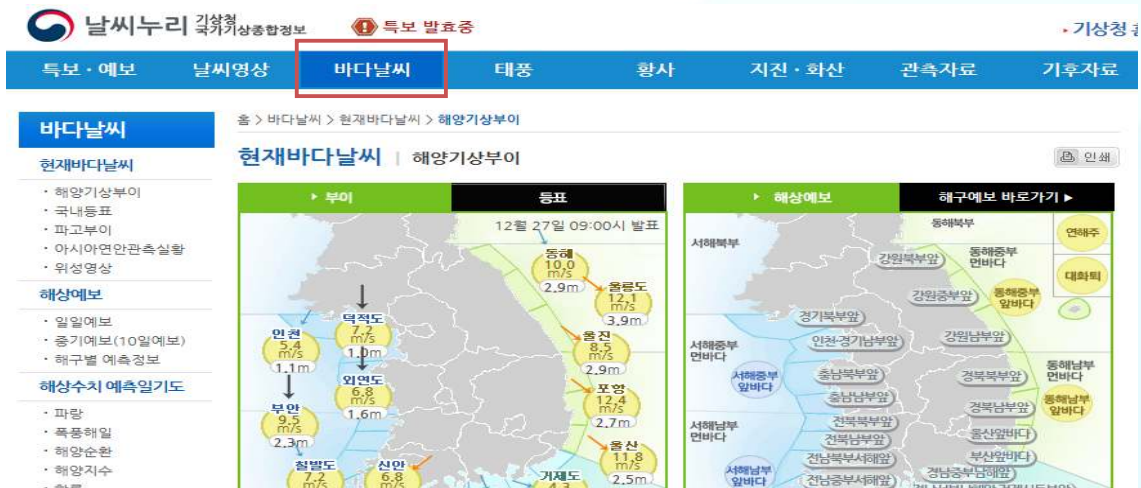 날씨누리 기상청 국가기상종합정보
특보 발효중
기상청
특보 · 예보 날씨영상 바다날씨 태풍 황사 지진 · 화산 관측자료 기후자료
바다날씨
현재바다날씨
· 해양기상부이
· 국내등표
· 파고부이
· 아시아연안관측실황
· 위성영상
해상예보
· 일일예보
· 중기예보(10일예보)
· 해구별 예측정보
해상수치 예측일기도
· 파랑
· 폭풍해일
· 해양순환
· 해양지수
홈 > 바다날씨 > 현재바다날씨 > 해양기상부이
현재바다날씨 | 해양기상부이
인쇄
부이 등표
12월 27일 09:00시 발표
동해
10.0
m/s
2.9m
울릉도
12.1
m/s
3.9m
덕적도
7.2
m/s
1.0m
인천
5.4
m/s
1.1m
울진
8.5
m/s
2.9m
외연도
6.8
m/s
1.6m
포항
12.4
m/s
2.7m
부안
9.5
m/s
2.3m
울산
11.8
m/s
2.5m
칠발도
7.2
m/s
신안
6.8
m/s
거제도
4.3
해상예보 해구예보 바로가기 ▶
서해북부
동해북부
연해주
강원북부앞
동해중부
먼바다
대화퇴
강원중부앞
동해중부
앞바다
경기북부앞
인천·경기남부앞
강원남부앞
서해중부
먼바다
서해중부
앞바다
충남북부앞
경북북부앞
동해남부
먼바다
충남남부앞
경북남부앞
동해남부
앞바다
전북북부앞
서해남부
먼바다
전북남부앞
울산앞바다
전남북부서해앞
부산앞바다
서해남부
앞바다
전남중부서해앞
전남중부남해앞